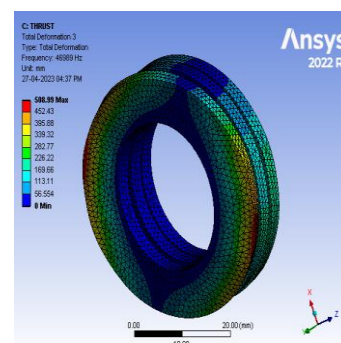 C: THRUST
Total Deformation 3
Type: Total Deformation
Frequency: 46989 Hz
Unit: mm
27-04-2023 04:37 PM
508.99 Max
452.43
395.88
339.32
282.77
226.22
169.66
113.11
56.554
0 Min
Ansys
2022 R
X
Z
Y
0.00
20.00 (mm)
10.00